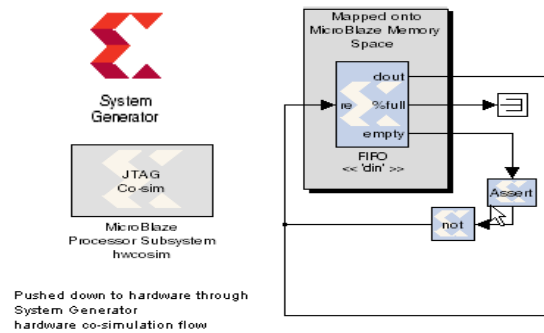 System
Generator
JTAG
Co-sim
MicroBlaze
Processor Subsystem
hwcosim
Pushed down to hardware through
System Generator
hardware co-simulation flow
Mapped onto
MicroBlaze Memory
Space
dout
re %full
empty
FIFO
<< 'din' >>
Assert
not